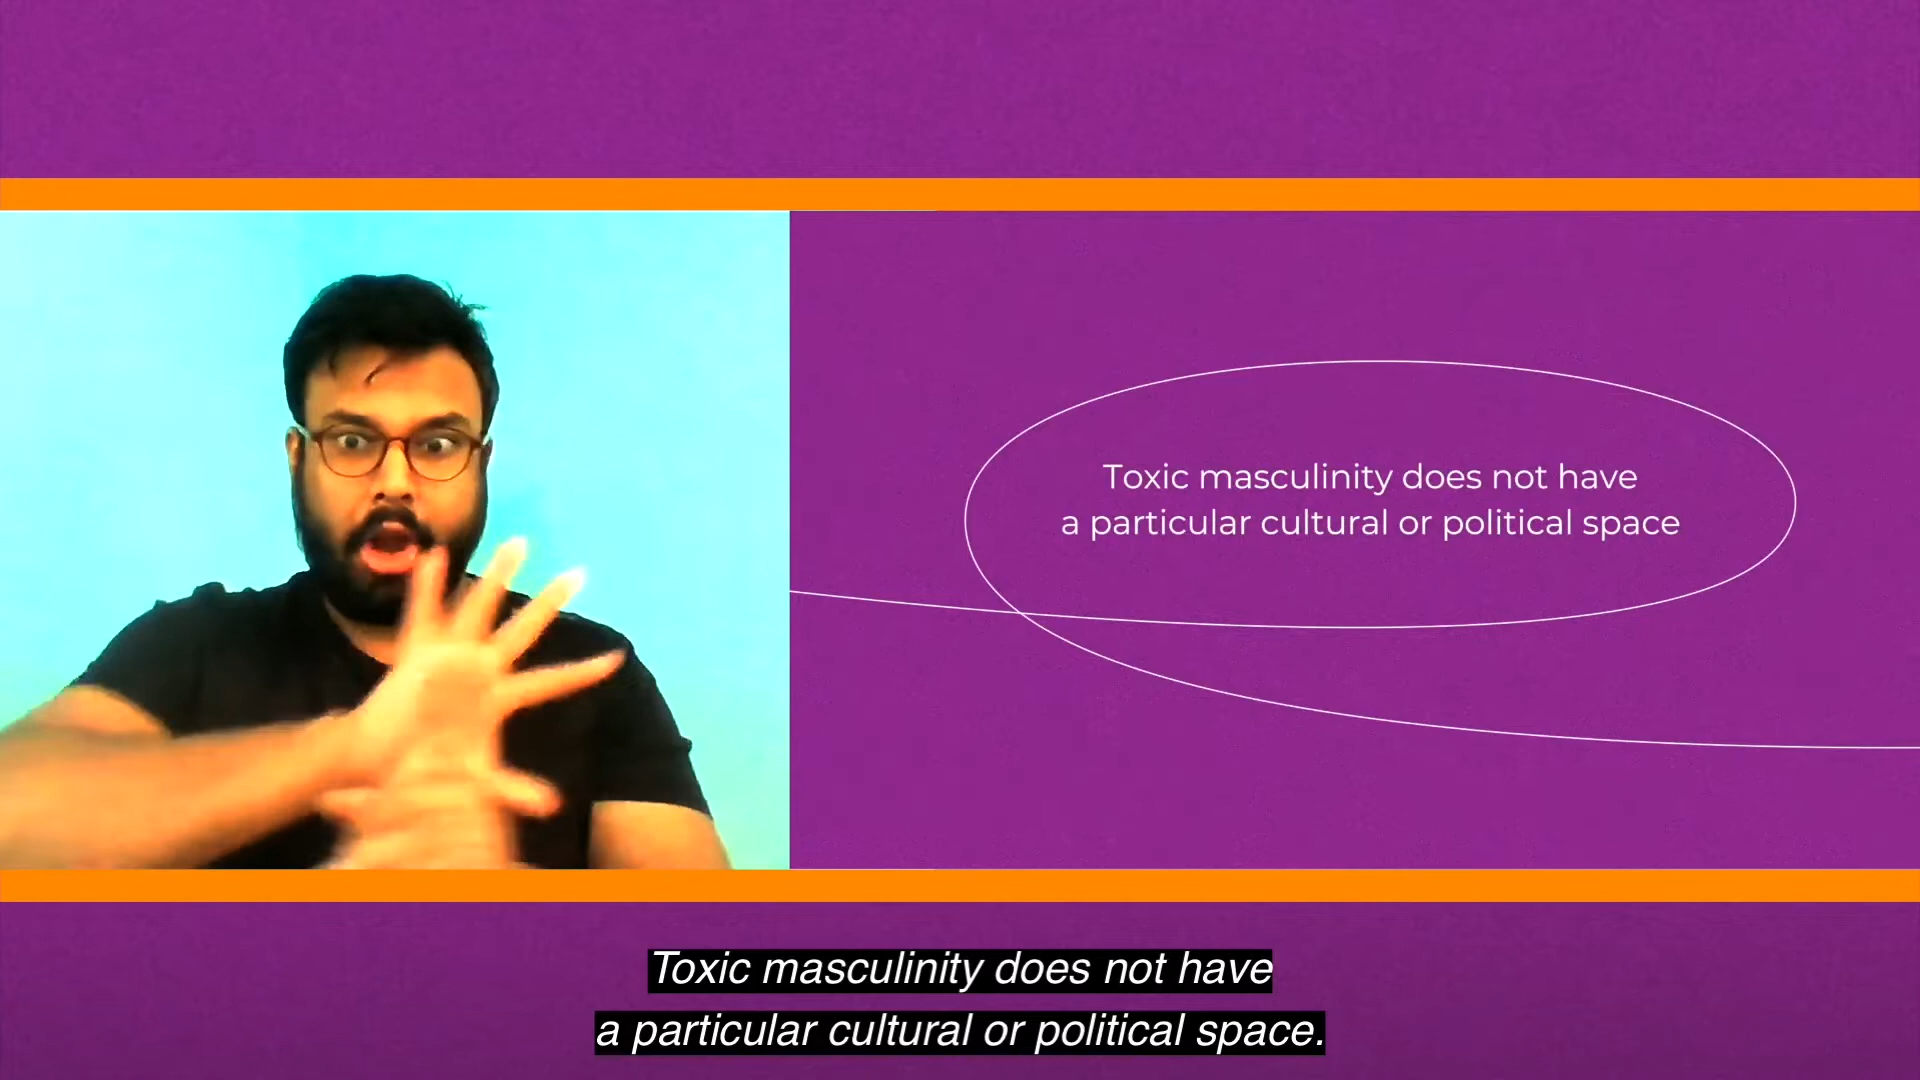 Toxic masculinity does not have
a particular cultural or political space
Toxic masculinity does not have
a particular cultural or political space.